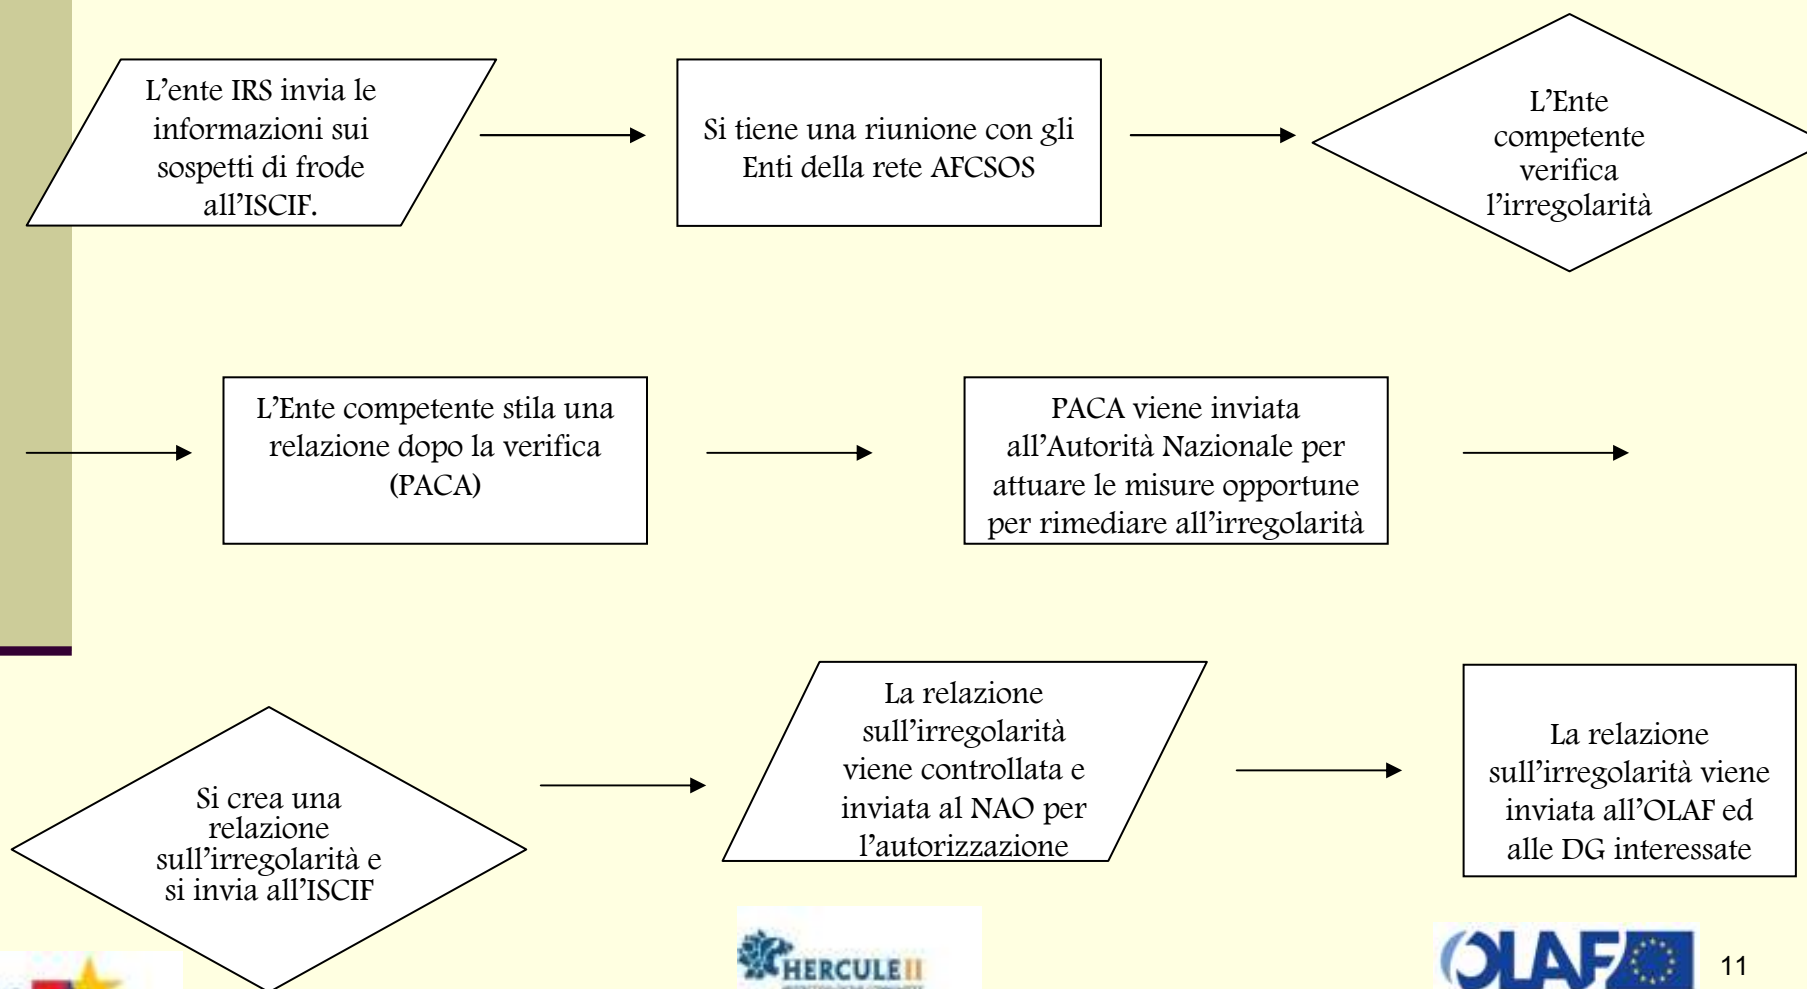 L’ente IRS invia le
informazioni sui
sospetti di frode
all’ISCIF.
Si tiene una riunione con gli
Enti della rete AFCSOS
L’Ente
competente
verifica
l’irregolarità
L’Ente competente stila una
relazione dopo la verifica
(PACA)
PACA viene inviata
all’Autorità Nazionale per
attuare le misure opportune
per rimediare all’irregolarità
Si crea una
relazione
sull’irregolarità e
si invia all’ISCIF
La relazione
sull’irregolarità
viene controllata e
inviata al NAO per
l’autorizzazione
La relazione
sull’irregolarità viene
inviata all’OLAF ed
alle DG interessate
HERCULE II
OLAF
11